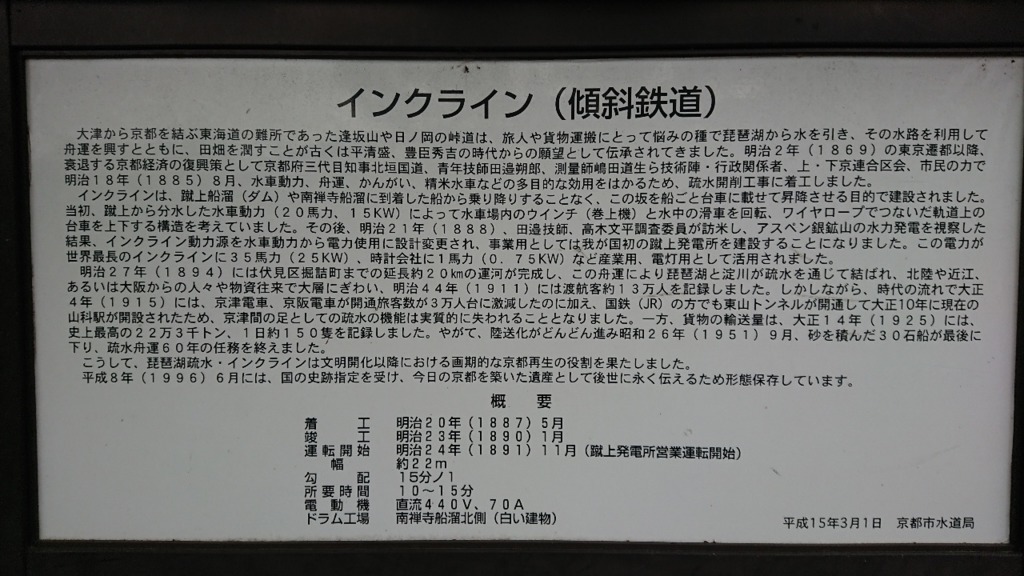 インクライン（傾斜鉄道）
大津から京都を結ぶ東海道の難所であった逢坂山や日ノ岡の峠道は、旅人や貨物運搬にとって悩みの種で琵琶湖から水を引き、その水路を利用して
舟運を興すとともに、田畑を潤すことが古くは平清盛、豊臣秀吉の時代からの願望として伝承されてきました。明治２年（１８６９）の東京遷都以降、
衰退する京都経済の復興策として京都府三代目知事北垣国道、青年技師田邉朔郎、測量師嶋田道生ら技術陣・行政関係者、上・下京連合区会、市民の力で
明治18年（１８８５）８月、水車動力、舟運、かんがい、精米水車などの多目的な効用をはかるため、疏水開削工事に着工しました。
インクラインは、蹴上船溜（ダム）や南禅寺船溜に到着した船から乗り降りすることなく、この坂を船ごと台車に載せて昇降させる目的で建設されました。
当初、蹴上から分水した水車動力（２０馬力、１５KW）によって水車場内のウインチ（巻上機）と水中の滑車を回転、ワイヤロープでつないだ軌道上の
台車を上下する構造を考えていました。その後、明治２１年（１８８８）、田邉技師、高木文平調査委員が訪米し、アスペン銀鉱山の水力発電を視察した
結果、インクライン動力源を水車動力から電力使用に設計変更され、事業用としては我が国初の蹴上発電所を建設することになりました。この電力が
世界最長のインクラインに３５馬力（２５KW）、時計会社に１馬力（０．７５KW）など産業用、電灯用として活用されました。
明治２７年（１８９４）には伏見区堀詰町までの延長約２０㎞の運河が完成し、この舟運により琵琶湖と淀川が疏水を通じて結ばれ、北陸や近江、
あるいは大阪からの人々や物資往来で大層にぎわい、明治４４年（１９１１）には渡航客約１３万人を記録しました。しかしながら、時代の流れで大正
４年（１９１５）には、京津電車、京阪電車が開通旅客数が３万人台に激減したのに加え、国鉄（JR）の方でも東山トンネルが開通して大正10年に現在の
山科駅が開設されたため、京津間の足としての疏水の機能は実質的に失われることとなりました。一方、貨物の輸送量は、大正１４年（１９２５）には、
史上最高の２２万３千トン、１日約１５０隻を記録しました。やがて、陸送化がどんどん進み昭和２６年（１９５１）９月、砂を積んだ３０石船が最後に
下り、疏水舟運６０年の任務を終えました。
こうして、琵琶湖疏水・インクラインは文明開化以降における画期的な京都再生の役割を果たしました。
平成８年（１９９６）６月には、国の史跡指定を受け、今日の京都を築いた遺産として後世に永く伝えるため形態保存しています。
概　要
着　　工　明治２０年（１８８７）５月
竣　　工　明治２３年（１８９０）１月
運転開始　明治２４年（１８９１）１１月（蹴上発電所営業運転開始）
幅　約２２ｍ
勾　　配　１５分ノ１
所要時間　１０～１５分
電動機　直流４４０V、７０A
ドラム工場　南禅寺船溜北側（白い建物）
平成15年3月1日　京都市水道局